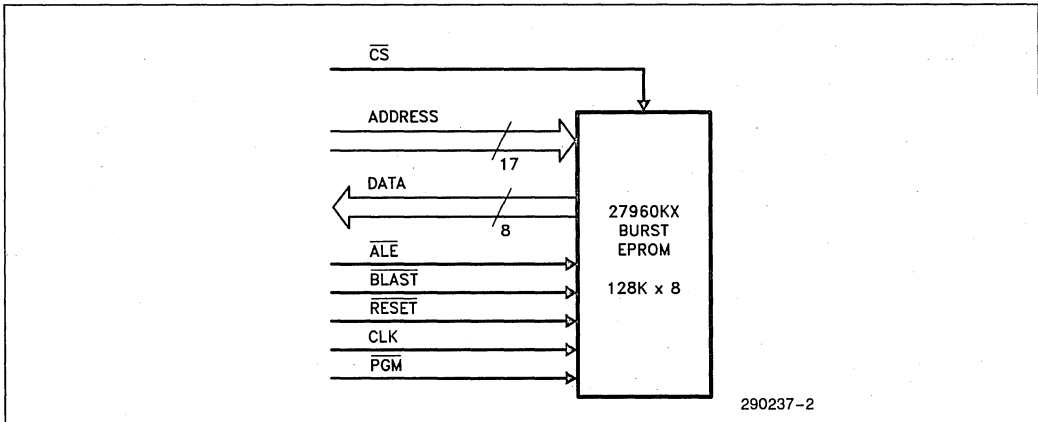 CS
ADDRESS
17
DATA
8
ALE
BLAST
RESET
CLK
PGM
27960KX
BURST
EPROM
128K x 8
290237-2